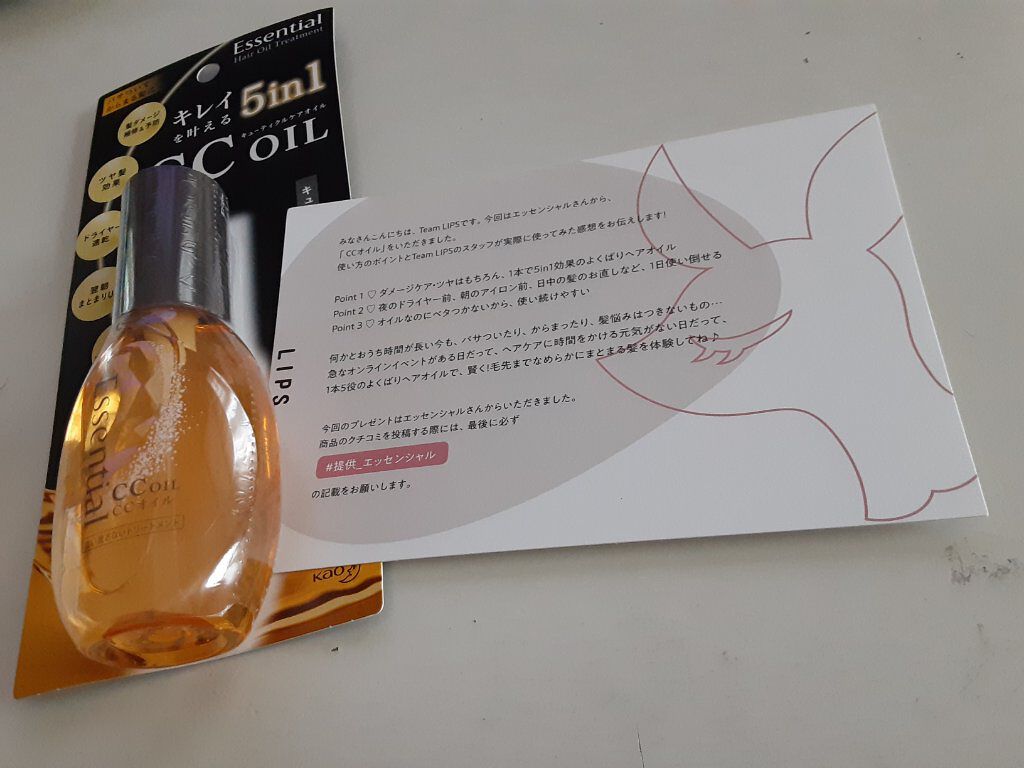 Essential
Hair Oil Treatment
5in1
キレイ
を叶える
キューティクルケアオイル
CC OIL
髪ダメージ
補修&予防
ツヤ髪
効果
ドライヤー
速乾
翌朝
まとまり
Essential
CC OIL
CCオイル
洗い流さないトリートメント
Kao
LIPS
みなさんこんにちは、Team LIPSです。今回はエッセンシャルさんから、
「CCオイル」をいただきました。
使い方のポイントとTeam LIPSのスタッフが実際に使ってみた感想をお伝えします!
Point 1 ♡ ダメージケア・ツヤはもちろん、1本で5in1効果のよくばりヘアオイル
Point 2 ♡ 夜のドライヤー前、朝のアイロン前、日中の髪のお直しなど、1日使い倒せる
Point 3 ♡ オイルなのにベタつかないから、使い続けやすい
何かとおうち時間が長い今も、パサついたり、からまったり、髪悩みはつきないもの…
急なオンラインイベントがある日だって、ヘアケアに時間をかける元気がない日だって、
1本5役のよくばりヘアオイルで、賢く!毛先までなめらかにまとまる髪を体験してね♪
今回のプレゼントはエッセンシャルさんからいただきました。
商品のクチコミを投稿する際には、最後に必ず
#提供_エッセンシャル
の記載をお願いします。